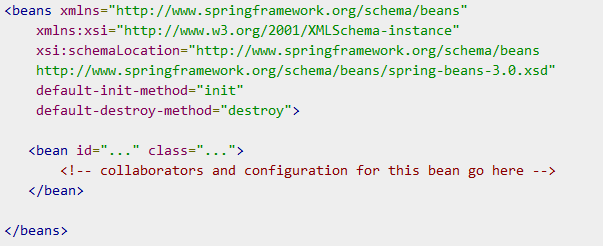 <beans xmlns="http://www.springframework.org/schema/beans"
    xmlns:xsi="http://www.w3.org/2001/XMLSchema-instance"
    xsi:schemaLocation="http://www.springframework.org/schema/beans
    http://www.springframework.org/schema/beans/spring-beans-3.0.xsd"
    default-init-method="init"
    default-destroy-method="destroy">
   <bean id="..." class="...">
       <!-- collaborators and configuration for this bean go here -->
   </bean>
</beans>